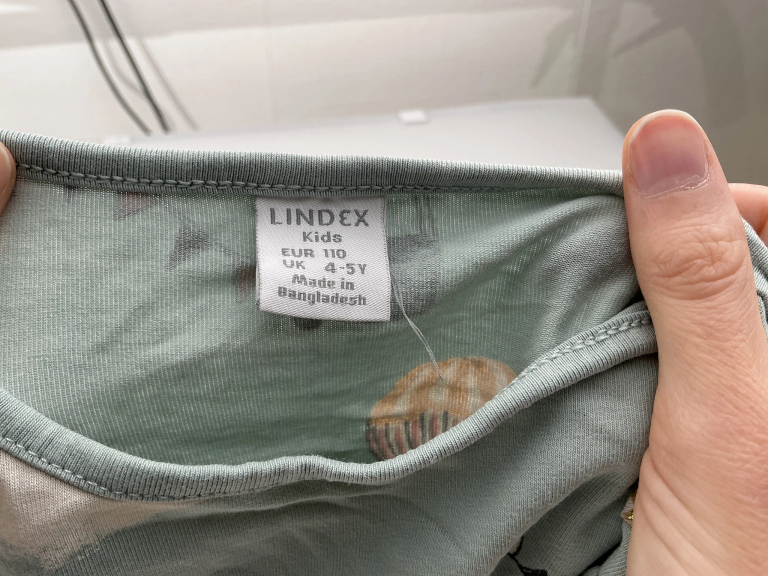 LINDEX
Kids
EUR 110
UK 4-5Y
Made in
Bangladesh